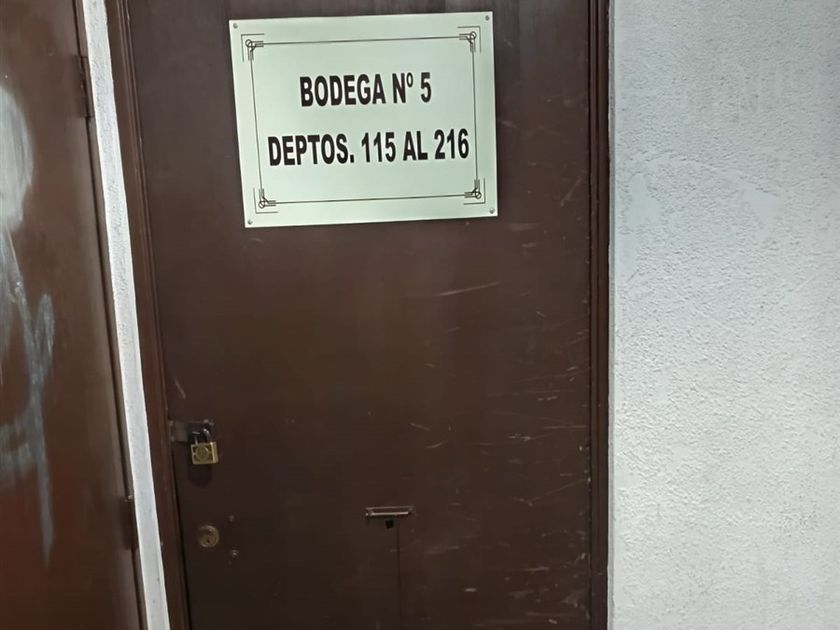 BODEGA Nº 5
DEPTOS. 115 AL 216